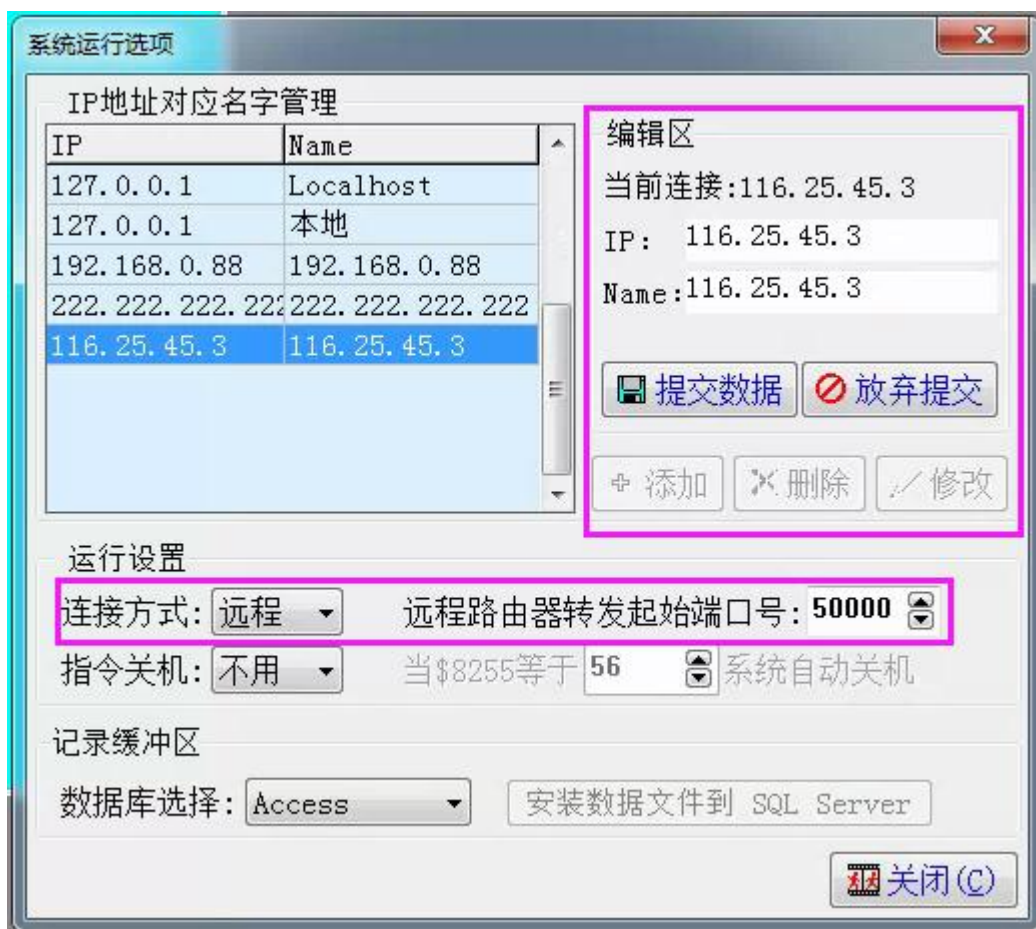 系统运行选项
IP地址对应名字管理
IP Name
127.0.0.1 Localhost
127.0.0.1 本地
192.168.0.88 192.168.0.88
222.222.222.222 222.222.222.222
116.25.45.3 116.25.45.3
编辑区
当前连接:116.25.45.3
IP: 116.25.45.3
Name:116.25.45.3
提交数据 放弃提交
添加 删除 修改
运行设置
连接方式: 远程 远程路由器转发起始端口号: 50000
指令关机: 不用 当$8255等于 56 系统自动关机
记录缓冲区
数据库选择: Access 安装数据文件到 SQL Server
关闭(C)